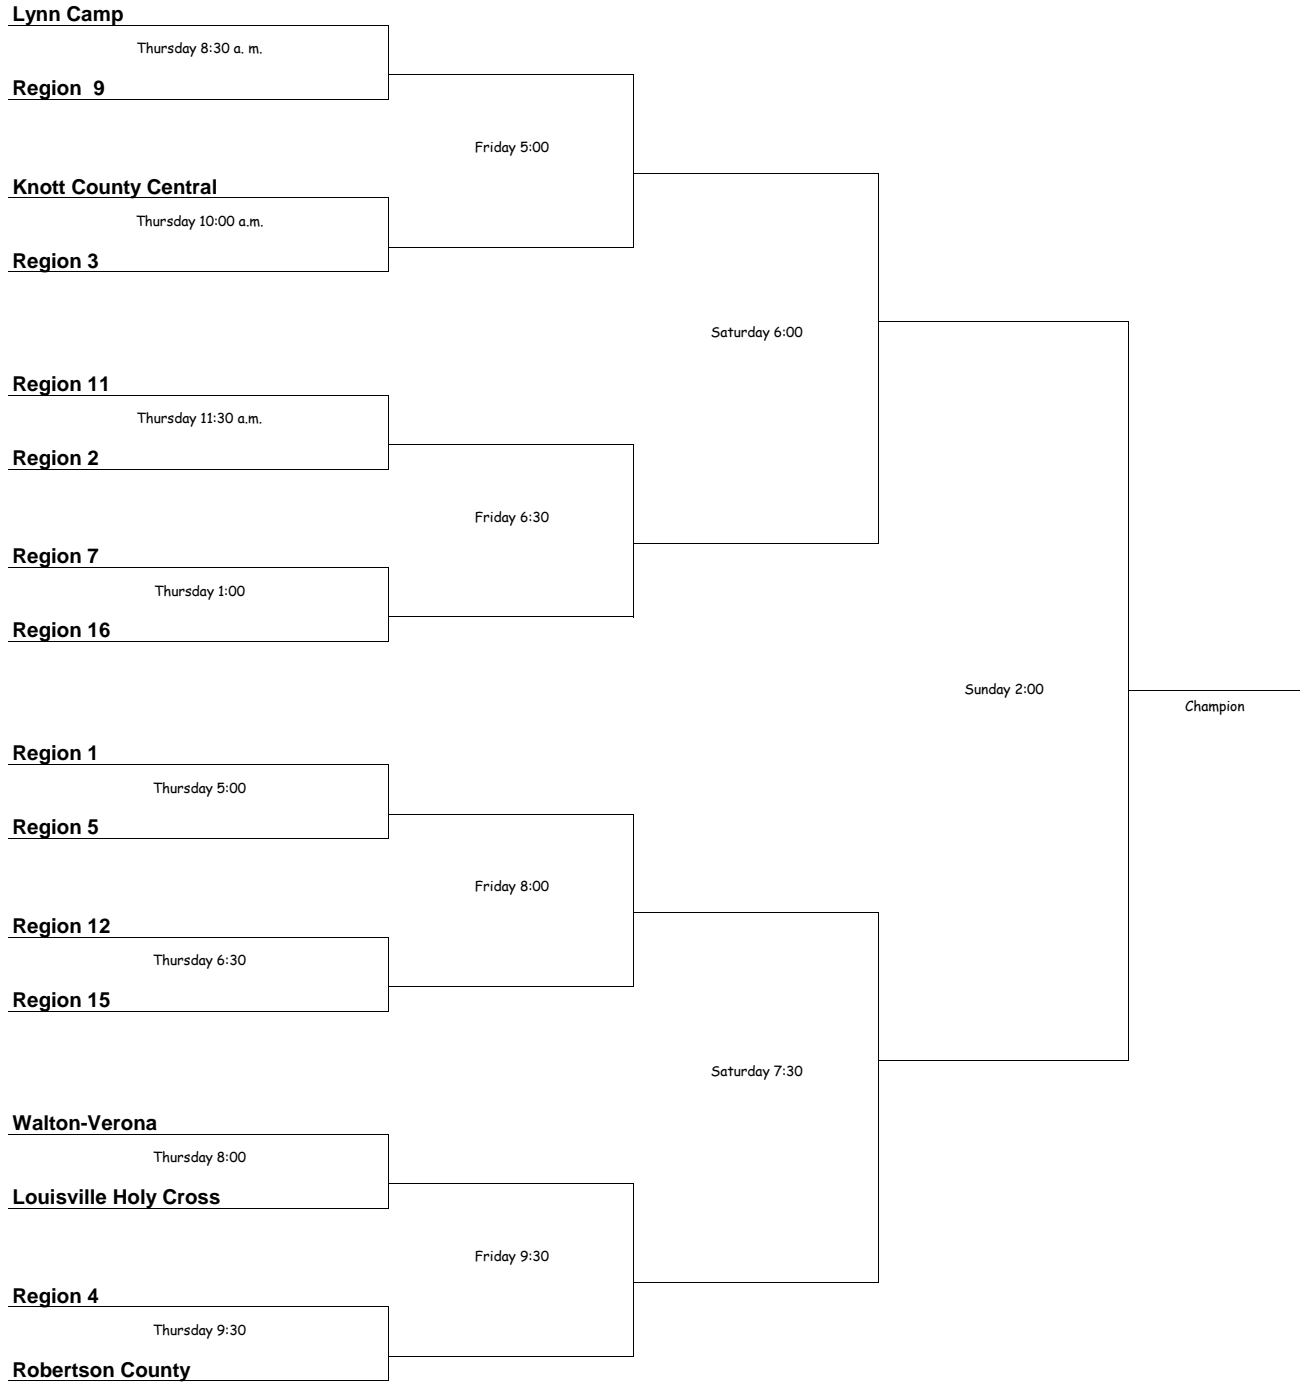 Lynn Camp
Thursday 8:30 a. m.
Region  9
Friday 5:00
Knott County Central
Thursday 10:00 a.m.
Region 3
Saturday 6:00
Region 11
Thursday 11:30 a.m.
Region 2
Friday 6:30
Region 7
Thursday 1:00
Region 16
Sunday 2:00
Champion
Region 1
Thursday 5:00
Region 5
Friday 8:00
Region 12
Thursday 6:30
Region 15
Saturday 7:30
Walton-Verona
Thursday 8:00
Louisville Holy Cross
Friday 9:30
Region 4
Thursday 9:30
Robertson County